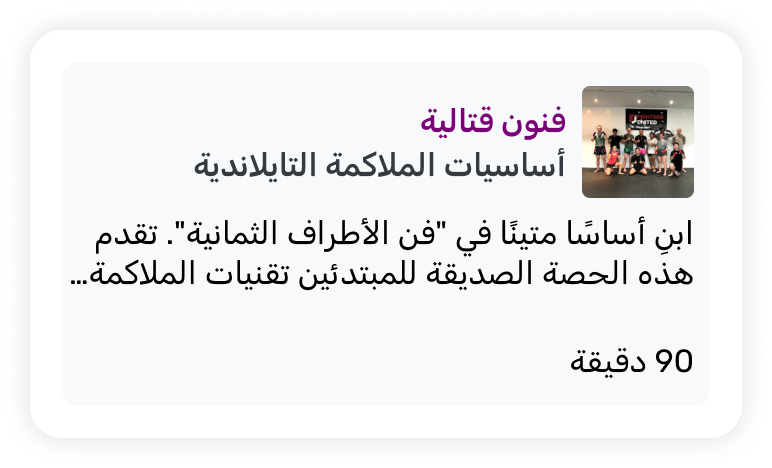 فنون قتالية
أساسيات الملاكمة التايلاندية
ابنِ أساسًا متينًا في "فن الأطراف الثمانية". تقدم
هذه الحصة الصديقة للمبتدئين تقنيات الملاكمة...
90 دقيقة